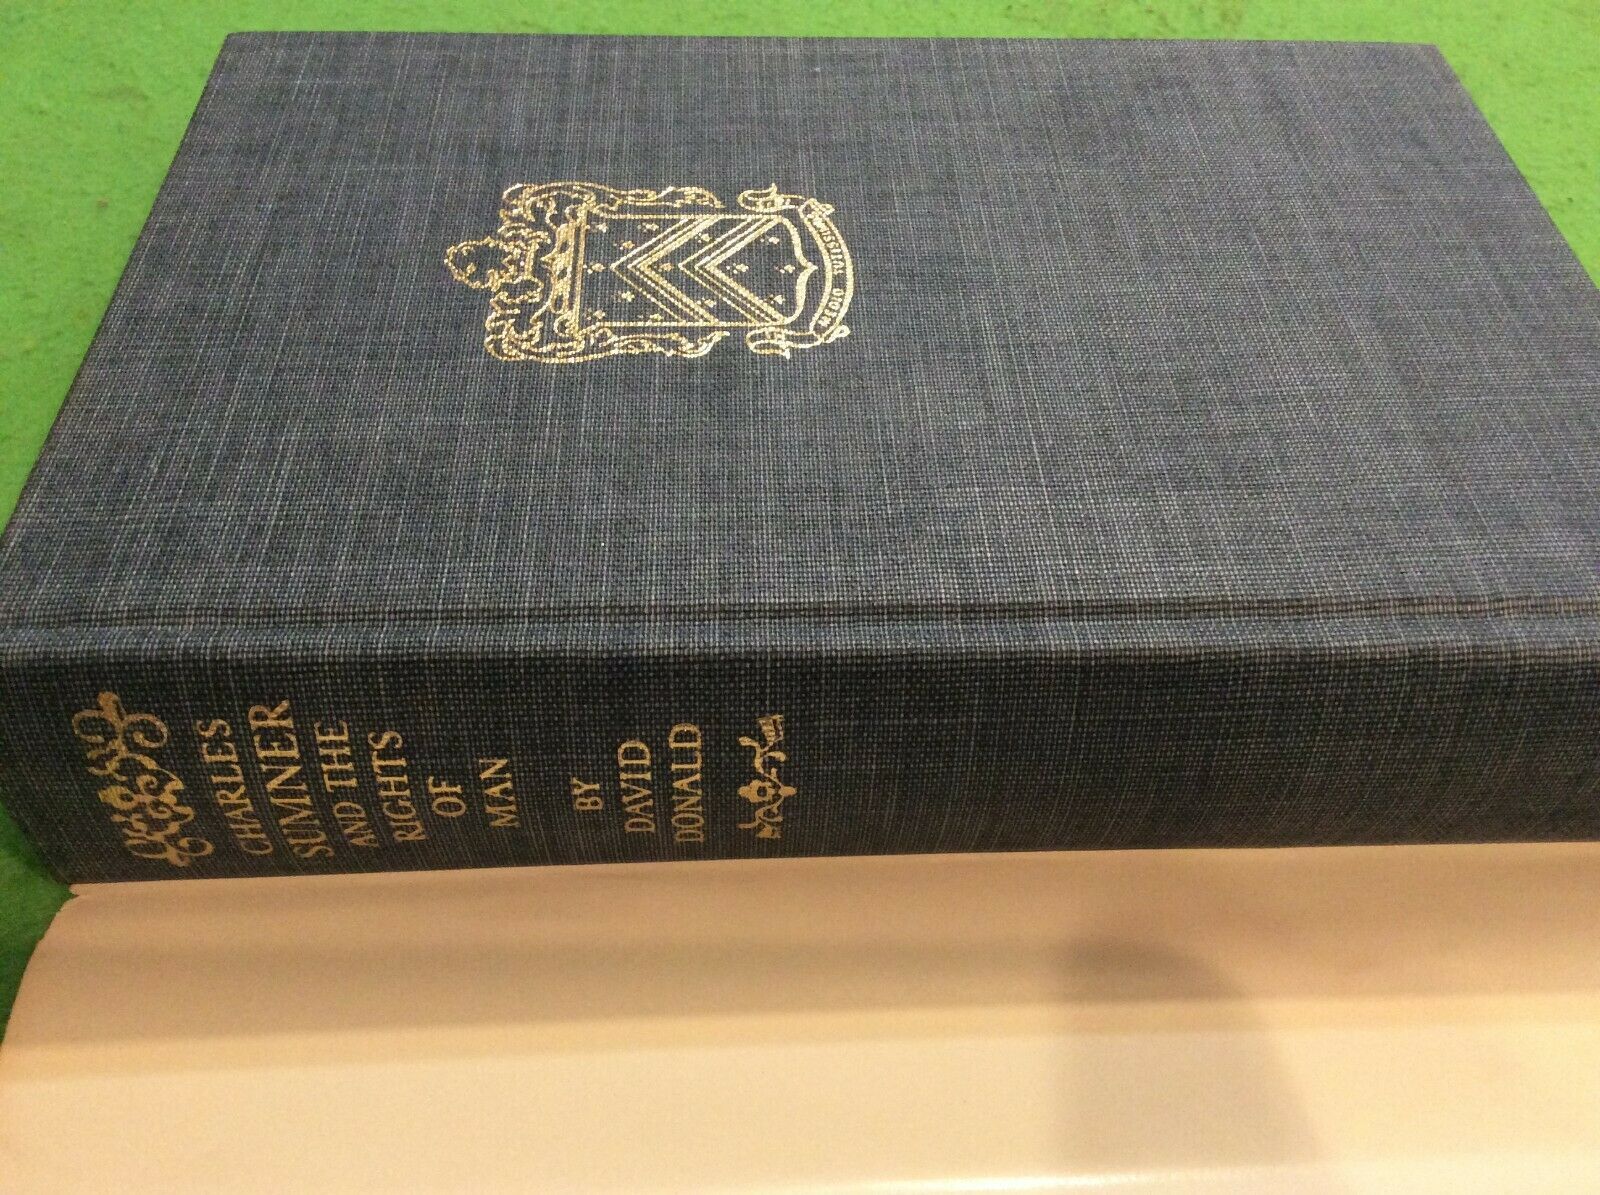 CHARLES
SUMNER
AND THE
RIGHTS
OF
MAN
BY
DAVID
DONALD